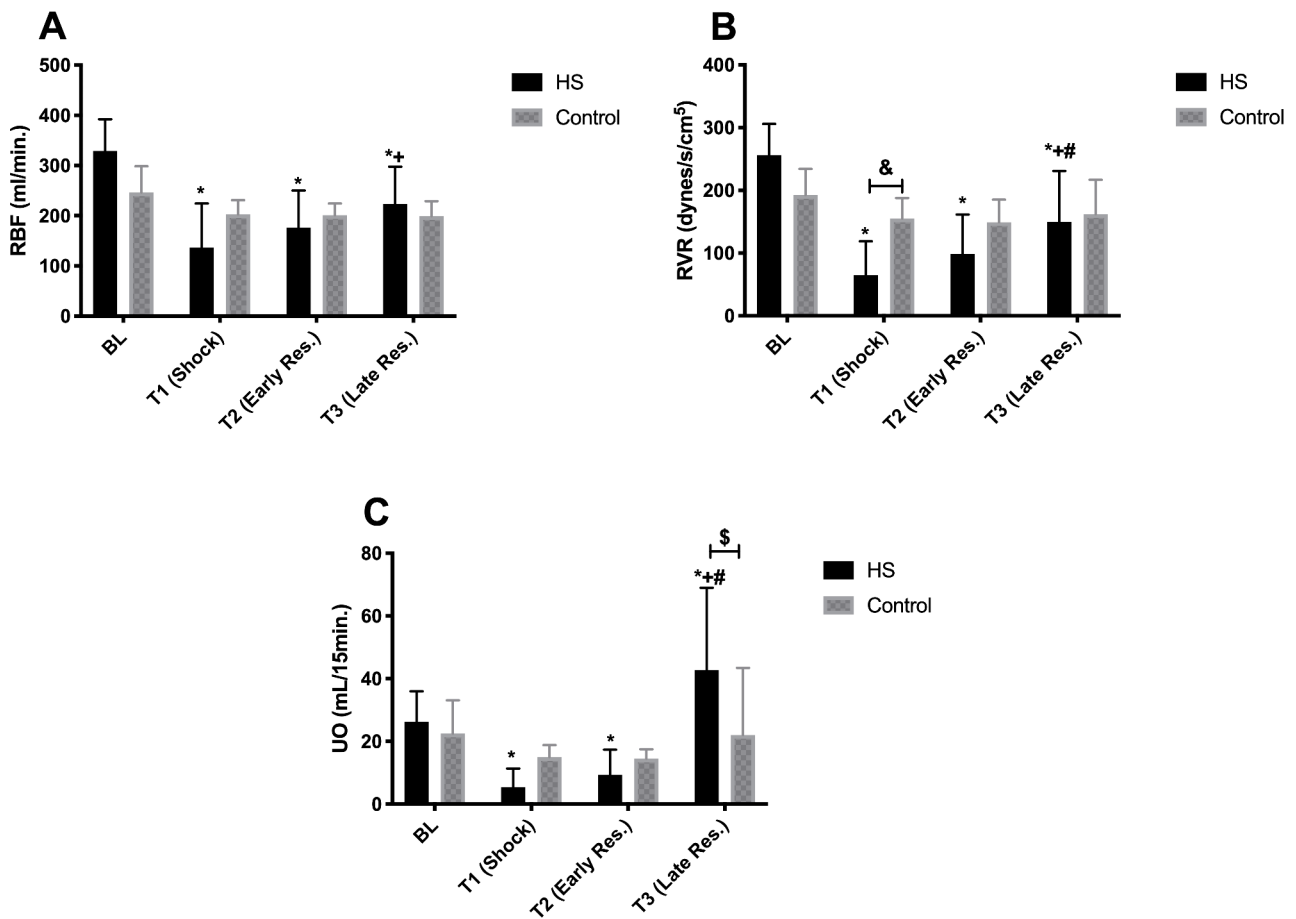 A
RBF (ml/min.)
500
400
300
200
100
0
*
*
*+
BL
T1 (Shock)
T2 (Early Res.)
T3 (Late Res.)
HS
Control
B
RVR (dynes/s/cm⁵)
400
300
200
100
0
&
*
*
*+#
BL
T1 (Shock)
T2 (Early Res.)
T3 (Late Res.)
HS
Control
C
UO (mL/15min.)
80
60
40
20
0
*
*
$
*+#
BL
T1 (Shock)
T2 (Early Res.)
T3 (Late Res.)
HS
Control